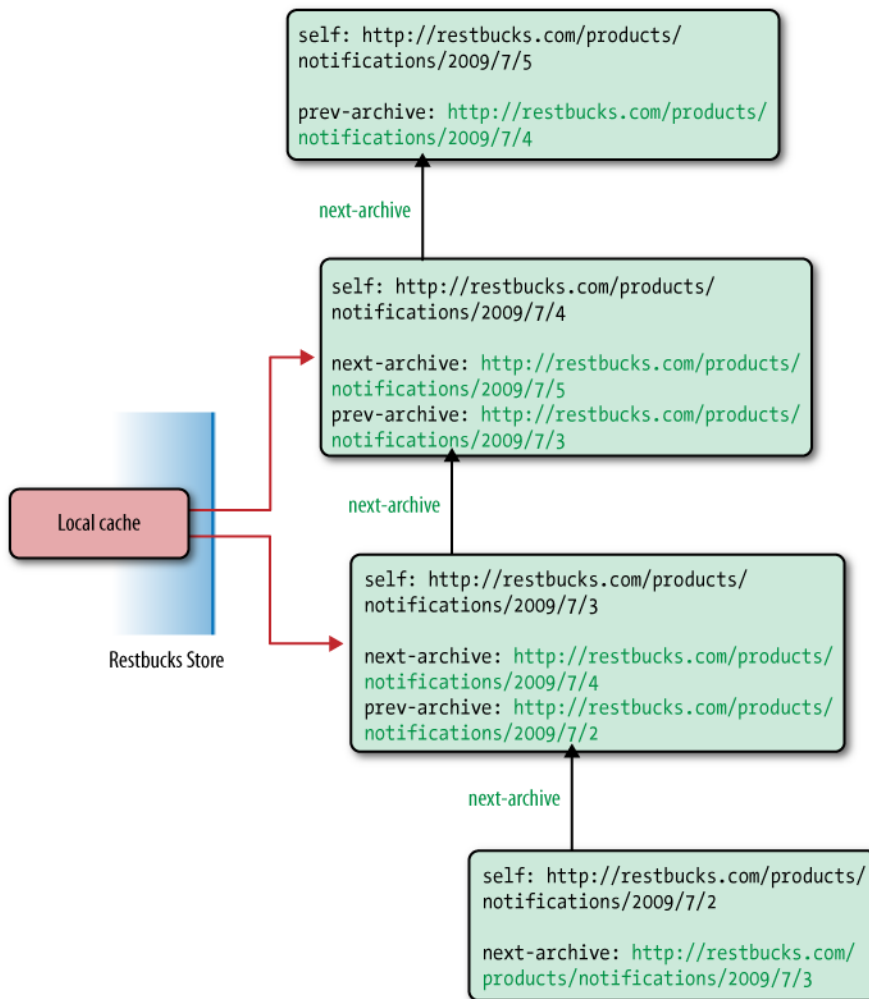 self: http://restbucks.com/products/
notifications/2009/7/5
prev-archive: http://restbucks.com/products/
notifications/2009/7/4
next-archive
self: http://restbucks.com/products/
notifications/2009/7/4
next-archive: http://restbucks.com/products/
notifications/2009/7/5
prev-archive: http://restbucks.com/products/
notifications/2009/7/3
Local cache
next-archive
self: http://restbucks.com/products/
notifications/2009/7/3
Restbucks Store
next-archive: http://restbucks.com/products/
notifications/2009/7/4
prev-archive: http://restbucks.com/products/
notifications/2009/7/2
next-archive
self: http://restbucks.com/products/
notifications/2009/7/2
next-archive: http://restbucks.com/
products/notifications/2009/7/3